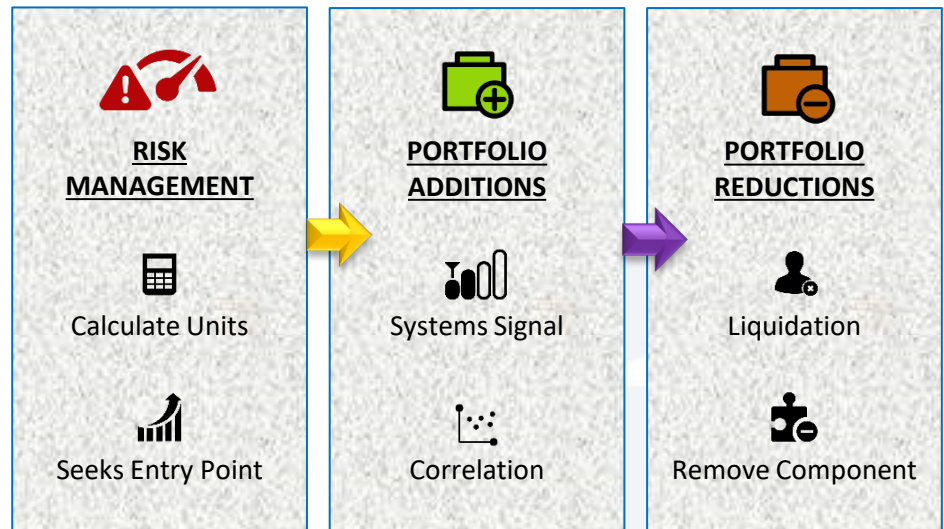 RISK
MANAGEMENT
Calculate Units
Seeks Entry Point
PORTFOLIO
ADDITIONS
Systems Signal
Correlation
PORTFOLIO
REDUCTIONS
Liquidation
Remove Component